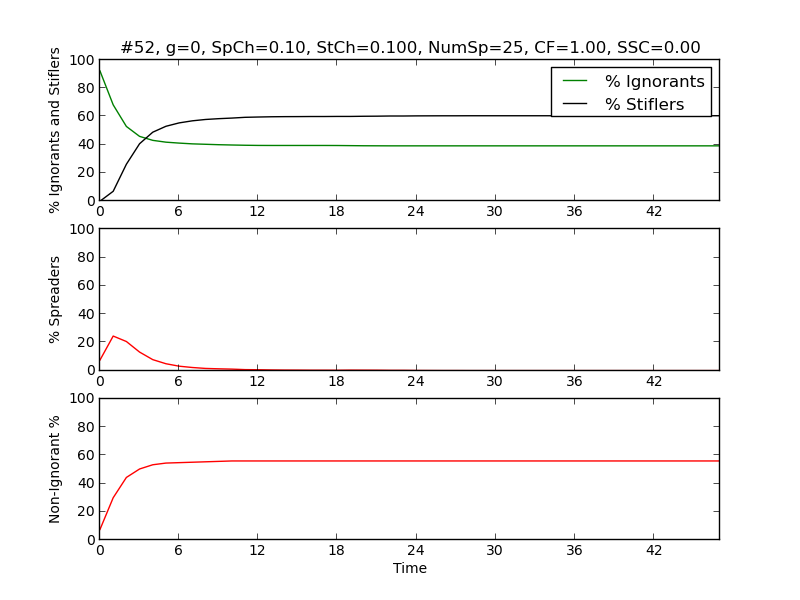 #52, g=0, SpCh=0.10, StCh=0.100, NumSp=25, CF=1.00, SSC=0.00
% Ignorants and Stiflers
100
80
60
40
20
0
% Ignorants
% Stiflers
0 6 12 18 24 30 36 42
% Spreaders
100
80
60
40
20
0
0 6 12 18 24 30 36 42
Non-Ignorant %
100
80
60
40
20
0
0 6 12 18 24 30 36 42
Time